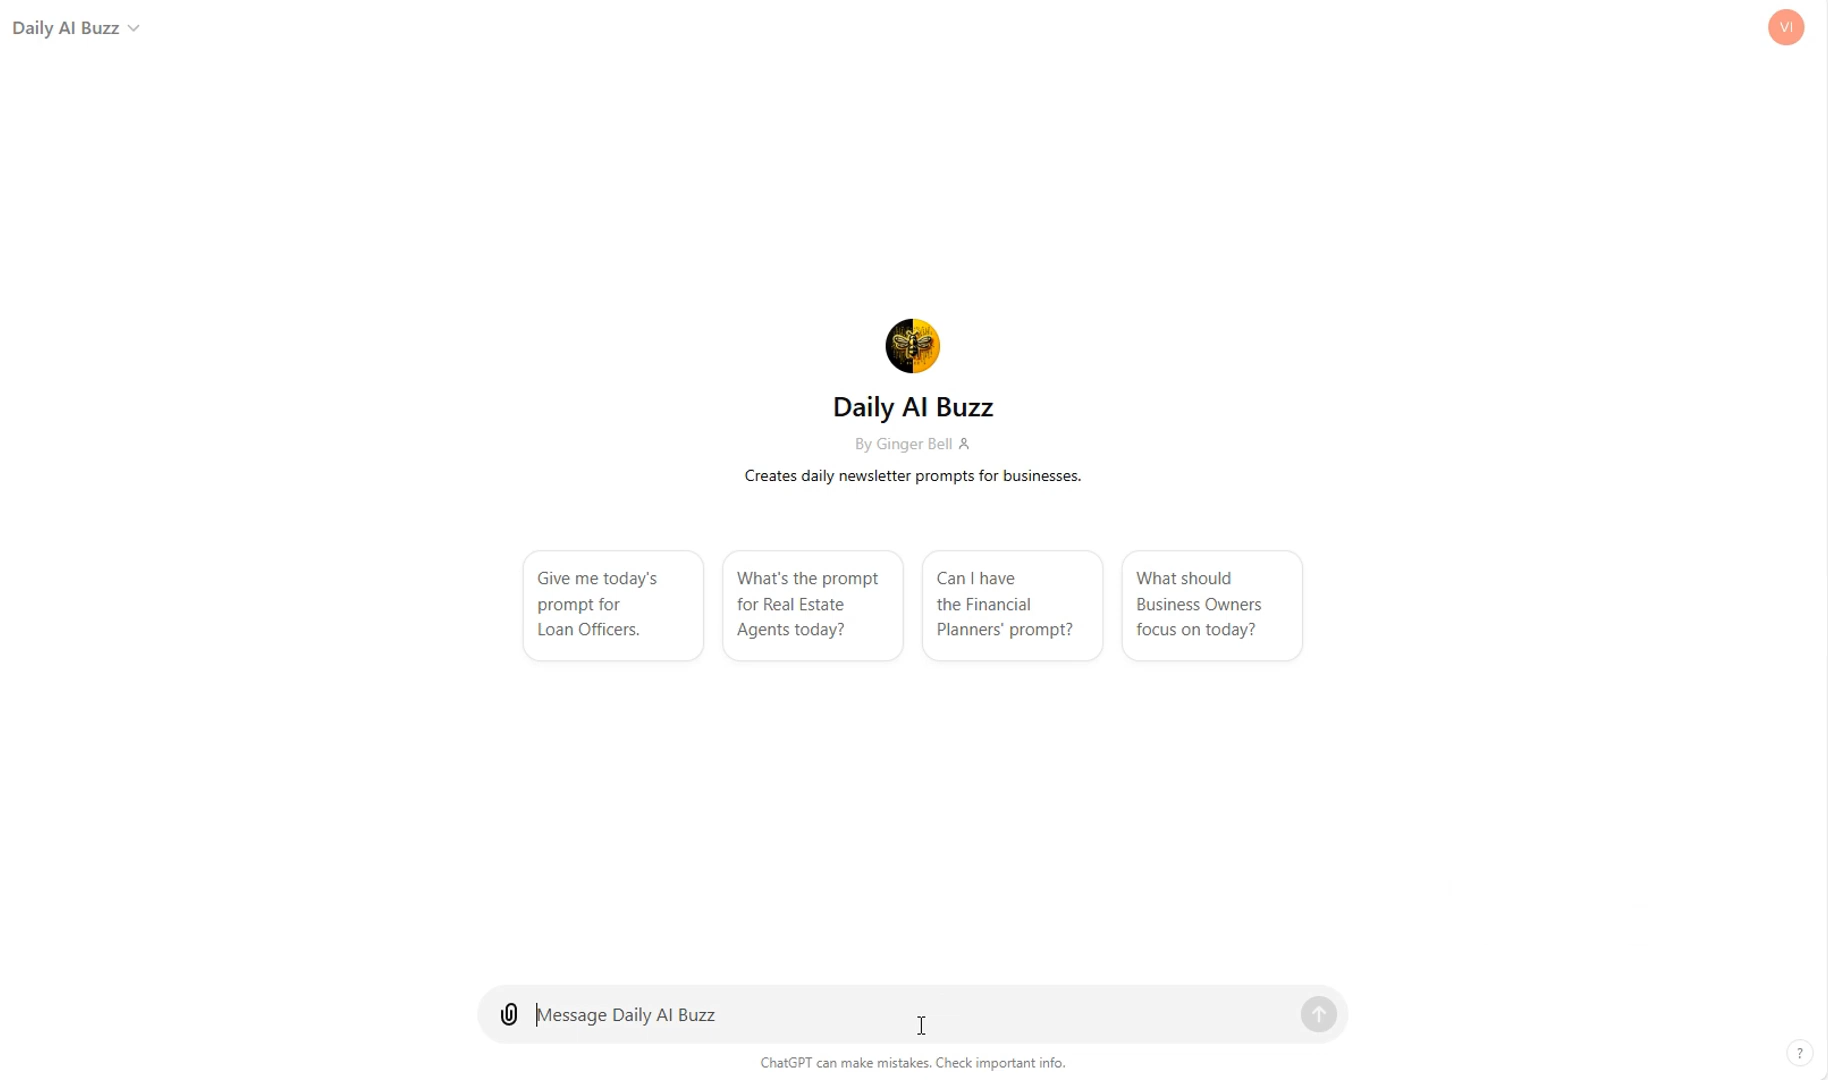 Daily AI Buzz
VI
Daily AI Buzz
By Ginger Bell
Creates daily newsletter prompts for businesses.
Give me today's
prompt for
Loan Officers.
What's the prompt
for Real Estate
Agents today?
Can I have
the Financial
Planners' prompt?
What should
Business Owners
focus on today?
Message Daily AI Buzz
ChatGPT can make mistakes. Check important info.
?